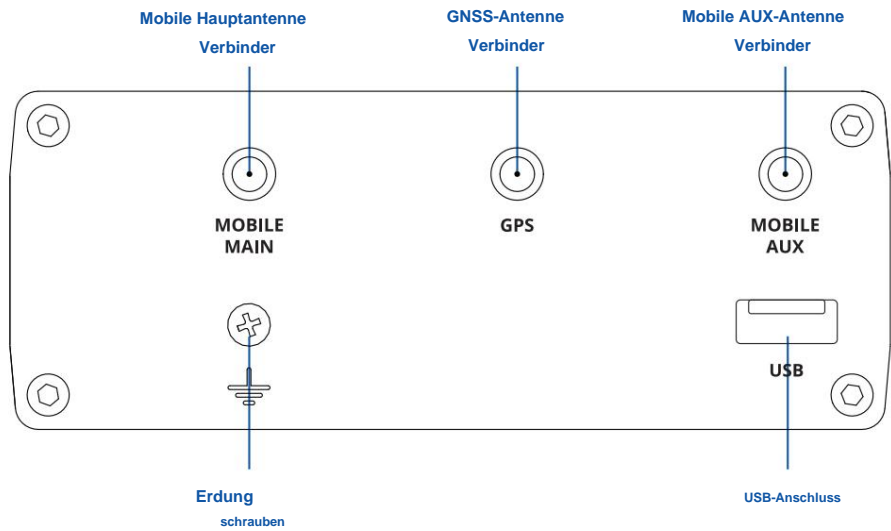 Mobile Hauptantenne
Verbinder
GNSS-Antenne
Verbinder
Mobile AUX-Antenne
Verbinder
MOBILE
MAIN
GPS
MOBILE
AUX
USB
Erdung
schrauben
USB-Anschluss